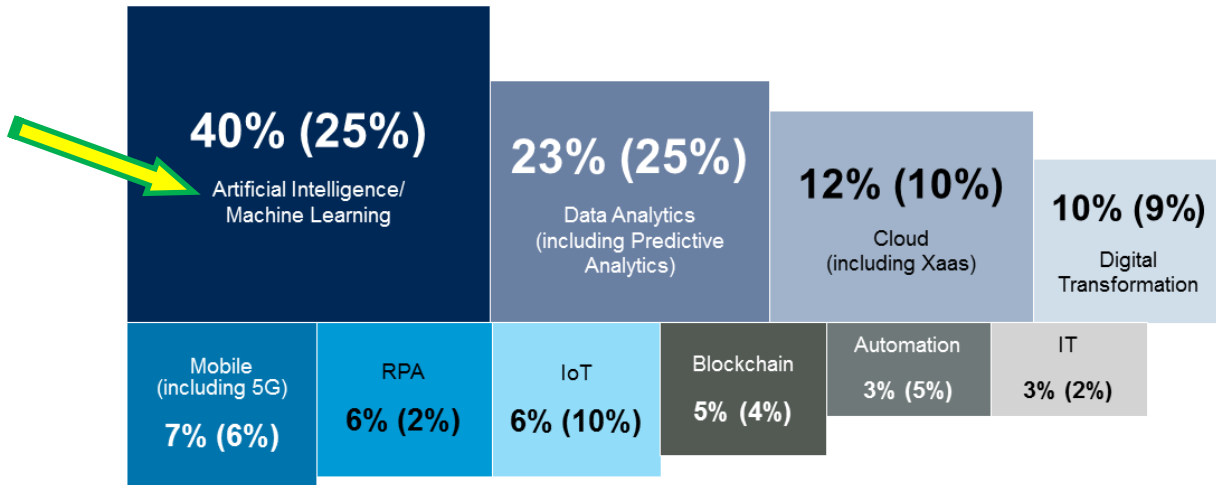 40% (25%)
Artificial Intelligence/
Machine Learning
23% (25%)
Data Analytics
(including Predictive
Analytics)
12% (10%)
Cloud
(including Xaas)
10% (9%)
Digital
Transformation
Mobile
(including 5G)
7% (6%)
RPA
6% (2%)
IoT
6% (10%)
Blockchain
5% (4%)
Automation
3% (5%)
IT
3% (2%)